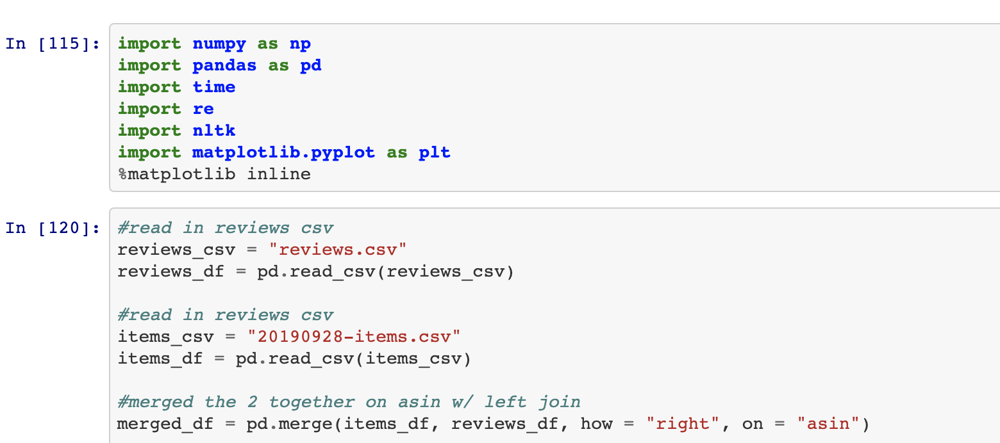 In [115]:
import numpy as np
import pandas as pd
import time
import re
import nltk
import matplotlib.pyplot as plt
%matplotlib inline
In [120]:
#read in reviews csv
reviews_csv = "reviews.csv"
reviews_df = pd.read_csv(reviews_csv)
#read in reviews csv
items_csv = "20190928-items.csv"
items_df = pd.read_csv(items_csv)
#merged the 2 together on asin w/ left join
merged_df = pd.merge(items_df, reviews_df, how = "right", on = "asin")